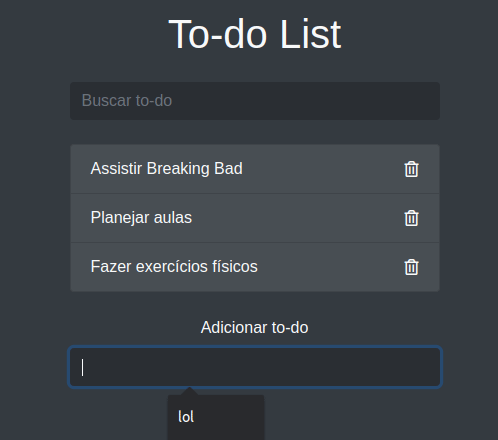 To-do List
Buscar to-do
Assistir Breaking Bad
Planejar aulas
Fazer exercícios físicos
Adicionar to-do
lol